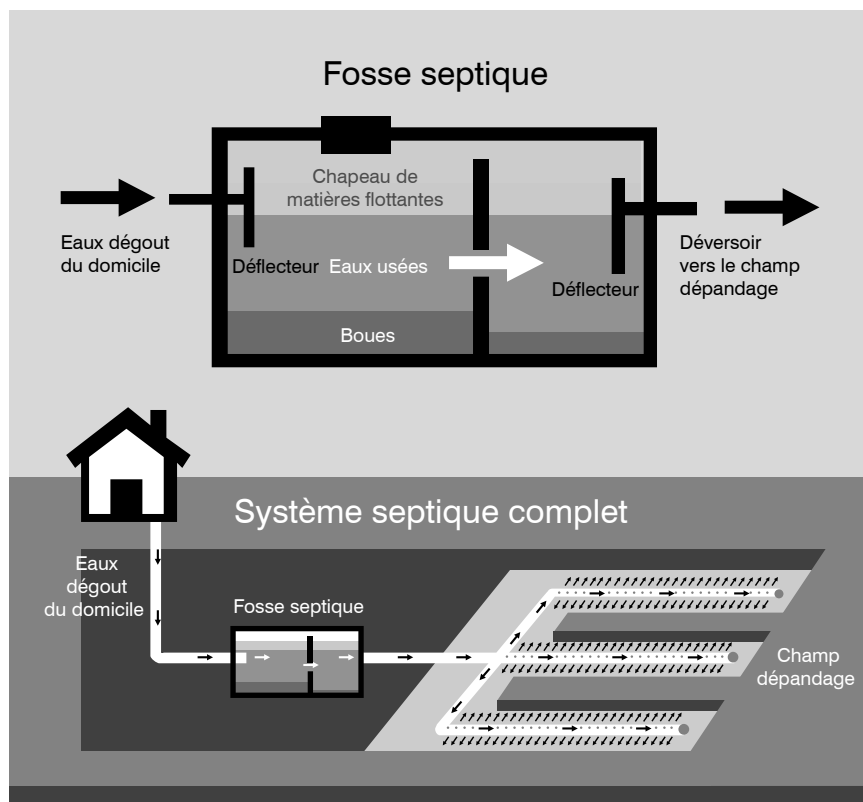 Fosse septique
Chapeau de
matières flottantes
Eaux dégout
du domicile
Déflecteur
Eaux usées
Déflecteur
Déversoir
vers le champ
dépandage
Boues
Système septique complet
Eaux
dégout
du domicile
Fosse septique
Champ
dépandage